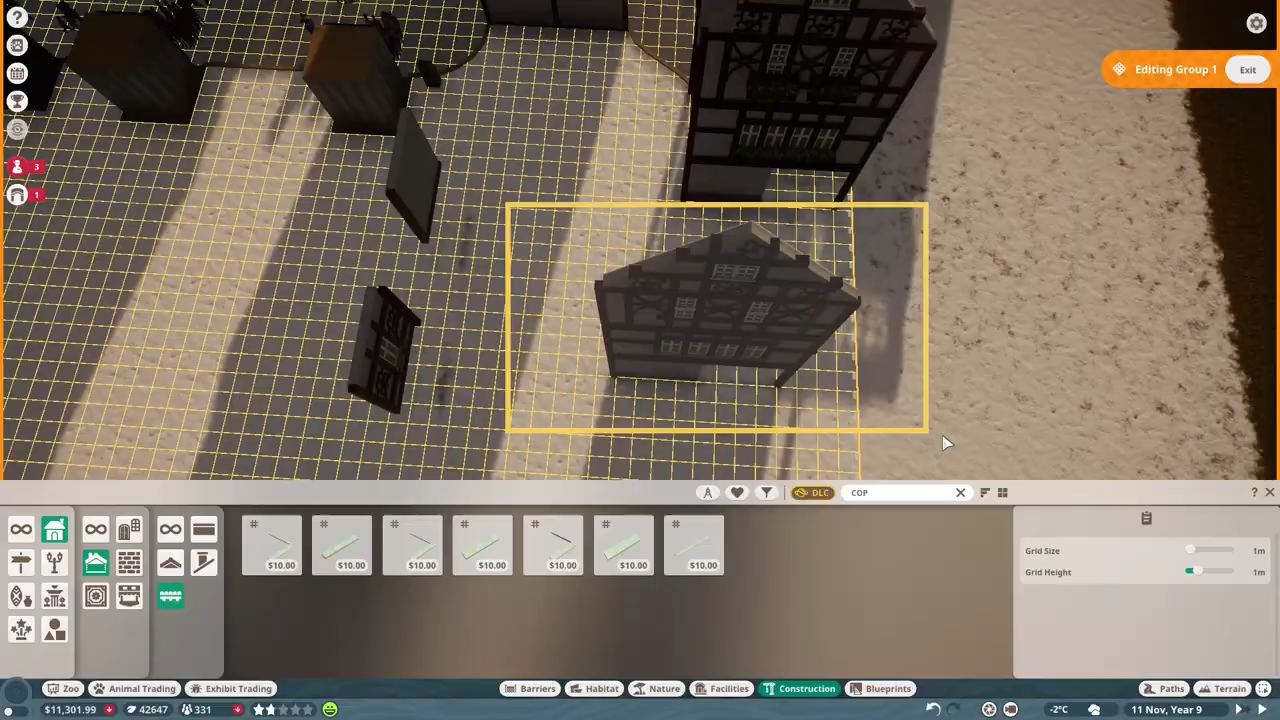 ?
Editing Group 1
Exit
3
1
DLC
COP
?
# $10.00
# $10.00
# $10.00
# $10.00
# $10.00
# $10.00
# $10.00
Grid Size 1m
Grid Height 1m
Zoo
Animal Trading
Exhibit Trading
Barriers
Habitat
Nature
Facilities
Construction
Blueprints
Paths
Terrain
$11,301.99
42647
331
-2°C
11 Nov, Year 9